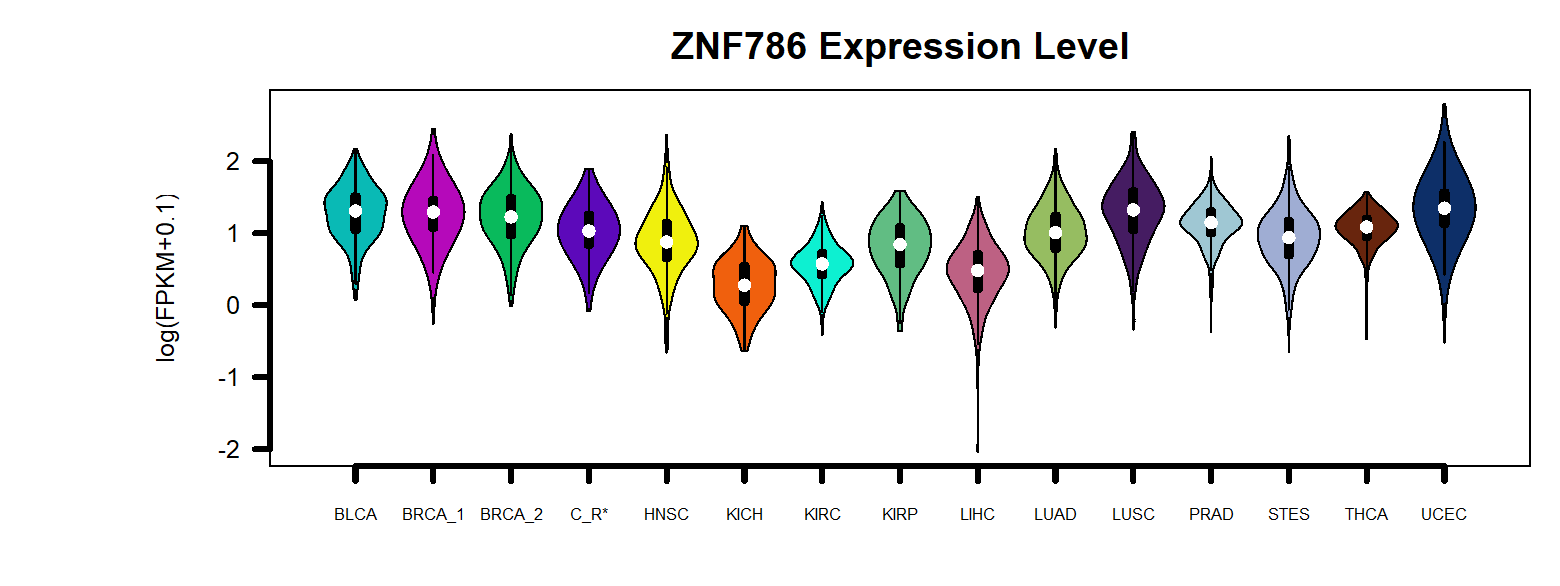 ZNF786 Expression Level
log(FPKM+0.1)
2
1
0
-1
-2
BLCA BRCA_1 BRCA_2 C_R* HNSC KICH KIRC KIRP LIHC LUAD LUSC PRAD STES THCA UCEC